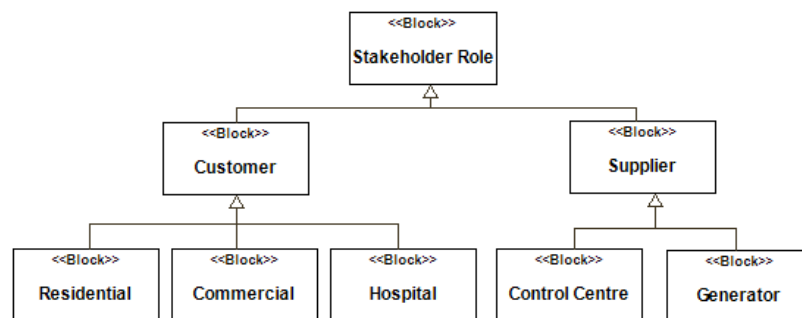 <<Block>>
Stakeholder Role
<<Block>>
Customer
<<Block>>
Supplier
<<Block>>
Residential
<<Block>>
Commercial
<<Block>>
Hospital
<<Block>>
Control Centre
<<Block>>
Generator